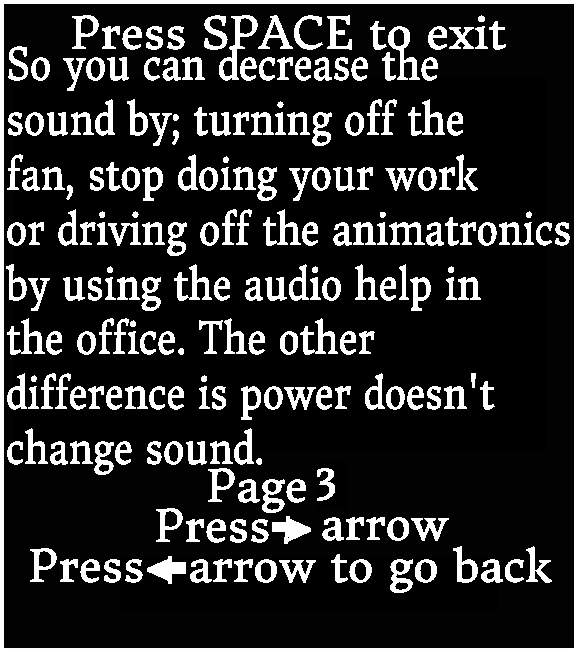 Press SPACE to exit
So you can decrease the
sound by; turning off the
fan, stop doing your work
or driving off the animatronics
by using the audio help in
the office. The other
difference is power doesn't
change sound.
Page 3
Press➡ arrow
Press⬅arrow to go back